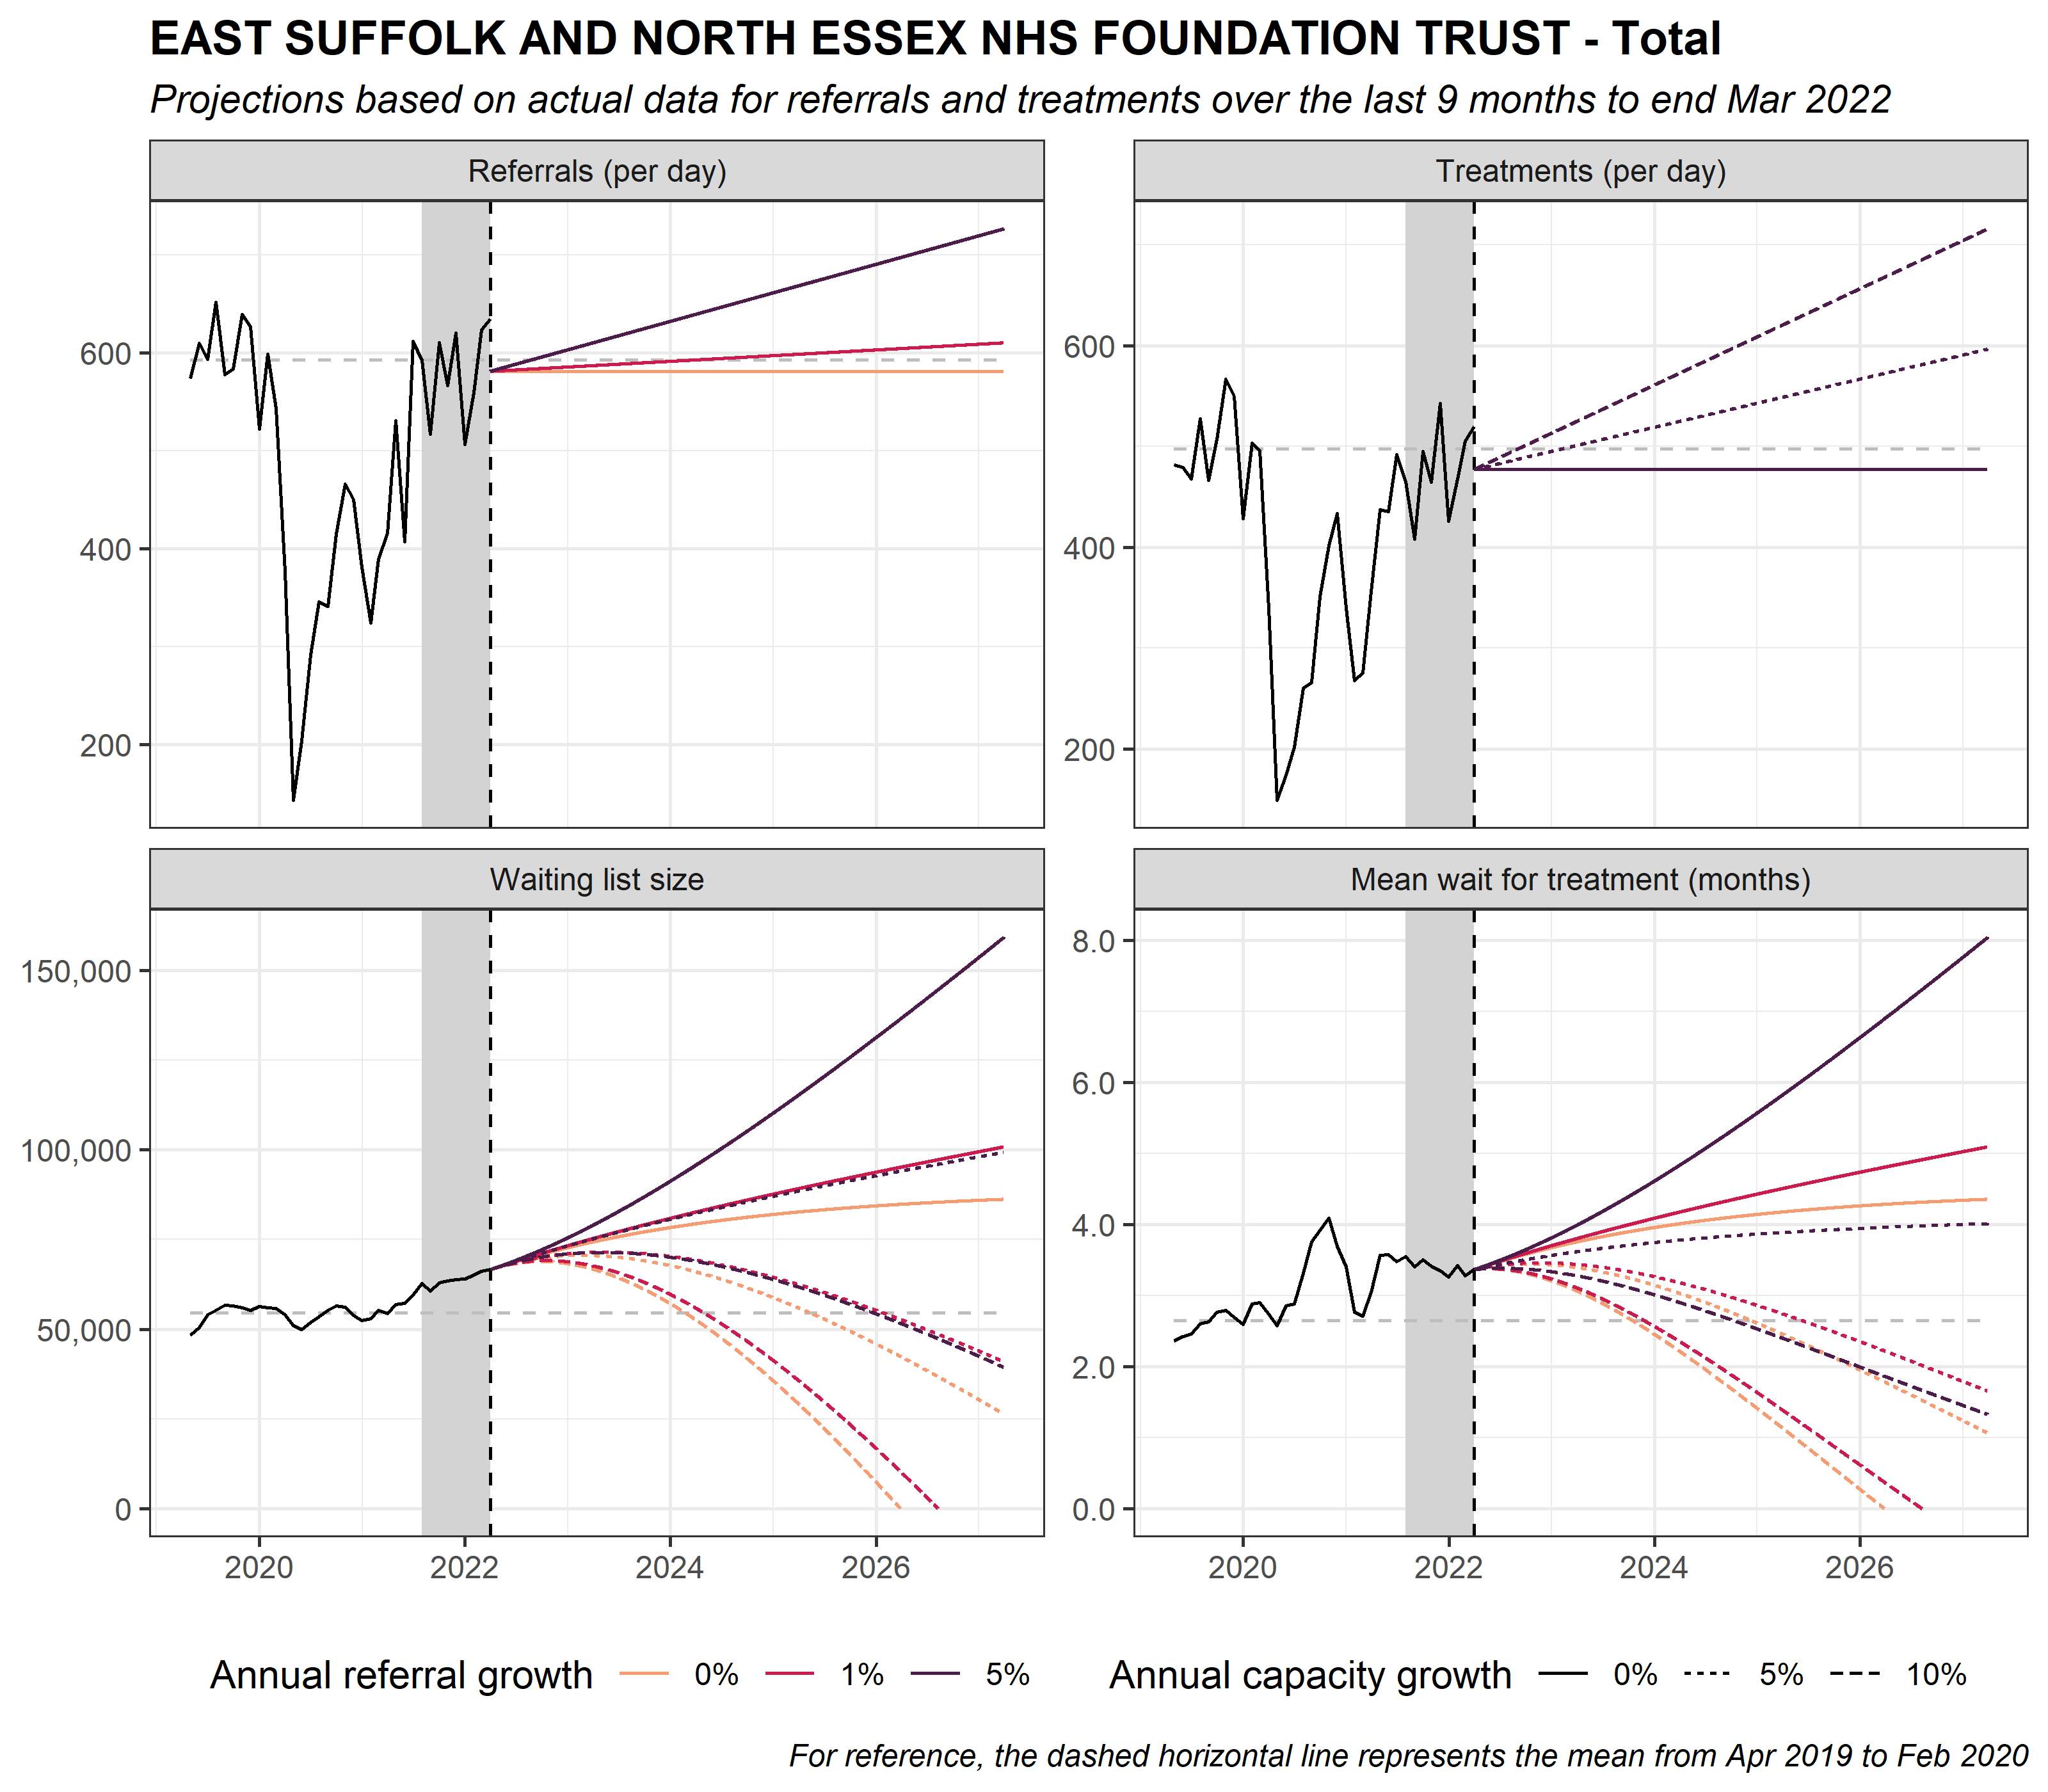 EAST SUFFOLK AND NORTH ESSEX NHS FOUNDATION TRUST - Total
Projections based on actual data for referrals and treatments over the last 9 months to end Mar 2022
Referrals (per day)
600
400
200
Treatments (per day)
600
400
200
Waiting list size
150,000
100,000
50,000
0
2020 2022 2024 2026
Mean wait for treatment (months)
8.0
6.0
4.0
2.0
0.0
2020 2022 2024 2026
Annual referral growth 0% 1% 5%
Annual capacity growth 0% 5% 10%
For reference, the dashed horizontal line represents the mean from Apr 2019 to Feb 2020